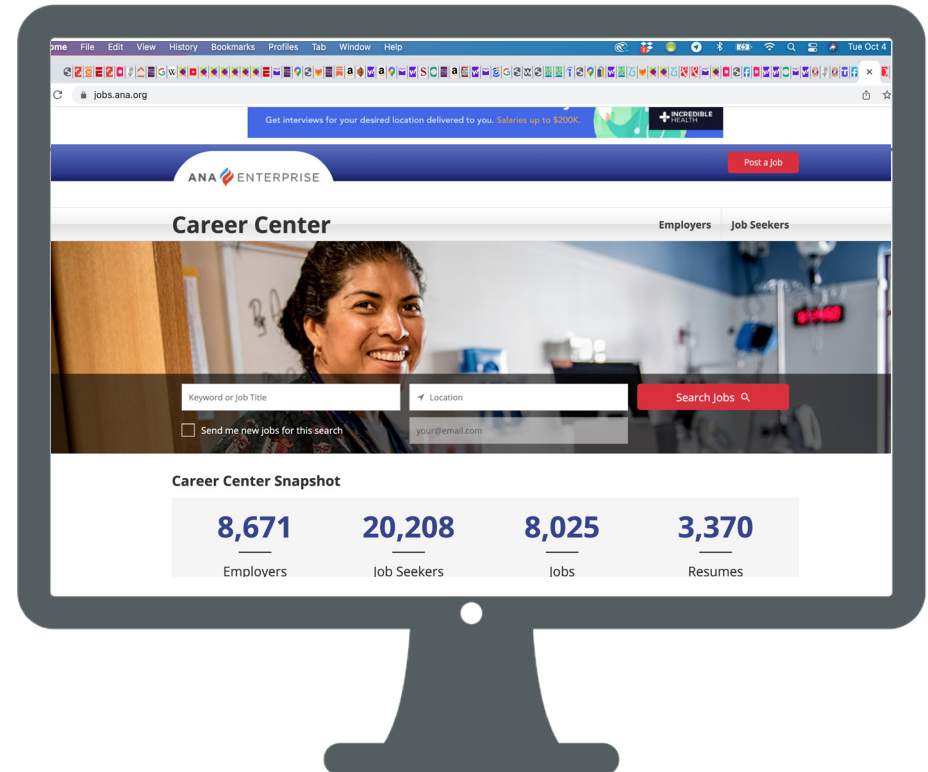 ome File Edit View History Bookmarks Profiles Tab Window Help Tue Oct 4
jobs.ana.org
Get interviews for your desired location delivered to you. Salaries up to $200K.
INCREDIBLE
HEALTH
Post a Job
ANA ENTERPRISE
Career Center
Employers Job Seekers
Keyword or Job Title
Location
Search Jobs
Send me new jobs for this search
your@email.com
Career Center Snapshot
8,671 20,208 8,025 3,370
Employers Job Seekers Jobs Resumes